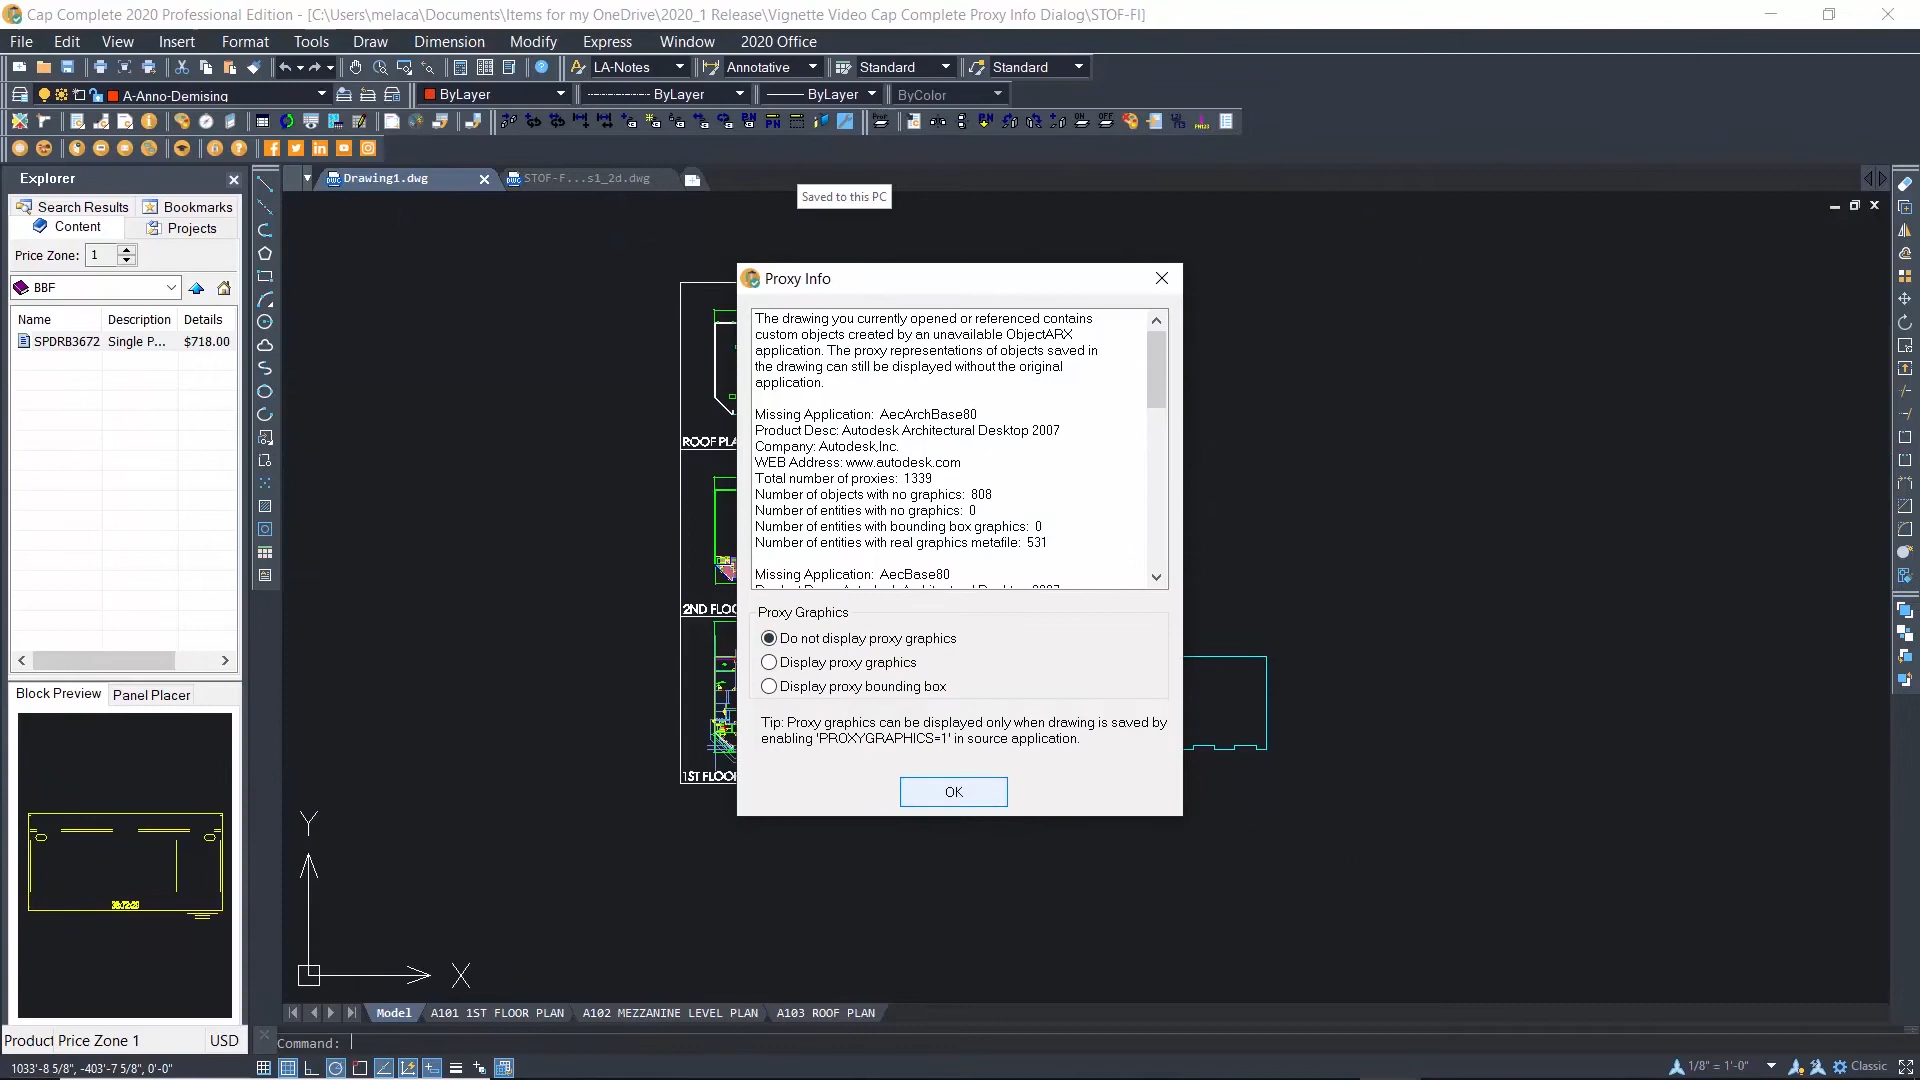 Cap Complete 2020 Professional Edition - [C:\Users\melaca\Documents\Items for my OneDrive\2020_1 Release\Vignette Video Cap Complete Proxy Info Dialog\STOF-FI]
File Edit View Insert Format Tools Draw Dimension Modify Express Window 2020 Office
LA-Notes Annotative Standard Standard
A-Anno-Demising ByLayer ByLayer ByLayer ByColor
Explorer
Drawing1.dwg STOF-F...s1_2d.dwg
Saved to this PC
Search Results Bookmarks
Content Projects
Price Zone: 1
BBF
Name Description Details
SPDRB3672 Single P... $718.00
Proxy Info
The drawing you currently opened or referenced contains
custom objects created by an unavailable ObjectARX
application. The proxy representations of objects saved in
the drawing can still be displayed without the original
application.
Missing Application: AecArchBase80
Product Desc: Autodesk Architectural Desktop 2007
Company: Autodesk,Inc.
WEB Address: www.autodesk.com
Total number of proxies: 1339
Number of objects with no graphics: 808
Number of entities with no graphics: 0
Number of entities with bounding box graphics: 0
Number of entities with real graphics metafile: 531
Missing Application: AecBase80
Proxy Graphics
Do not display proxy graphics
Display proxy graphics
Display proxy bounding box
Tip: Proxy graphics can be displayed only when drawing is saved by
enabling 'PROXYGRAPHICS=1' in source application.
OK
ROOF PLA
2ND FLOO
1ST FLOOR
Block Preview Panel Placer
Y
X
Model A101 1ST FLOOR PLAN A102 MEZZANINE LEVEL PLAN A103 ROOF PLAN
Product Price Zone 1 USD
Command:
1033'-8 5/8", -403'-7 5/8", 0'-0"
1/8" = 1'-0" Classic